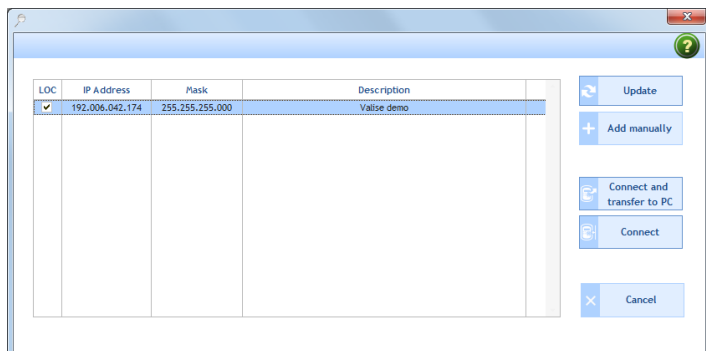 ?
LOC IP Address Mask Description
192.006.042.174 255.255.255.000 Valise demo
Update
Add manually
Connect and
transfer to PC
Connect
Cancel